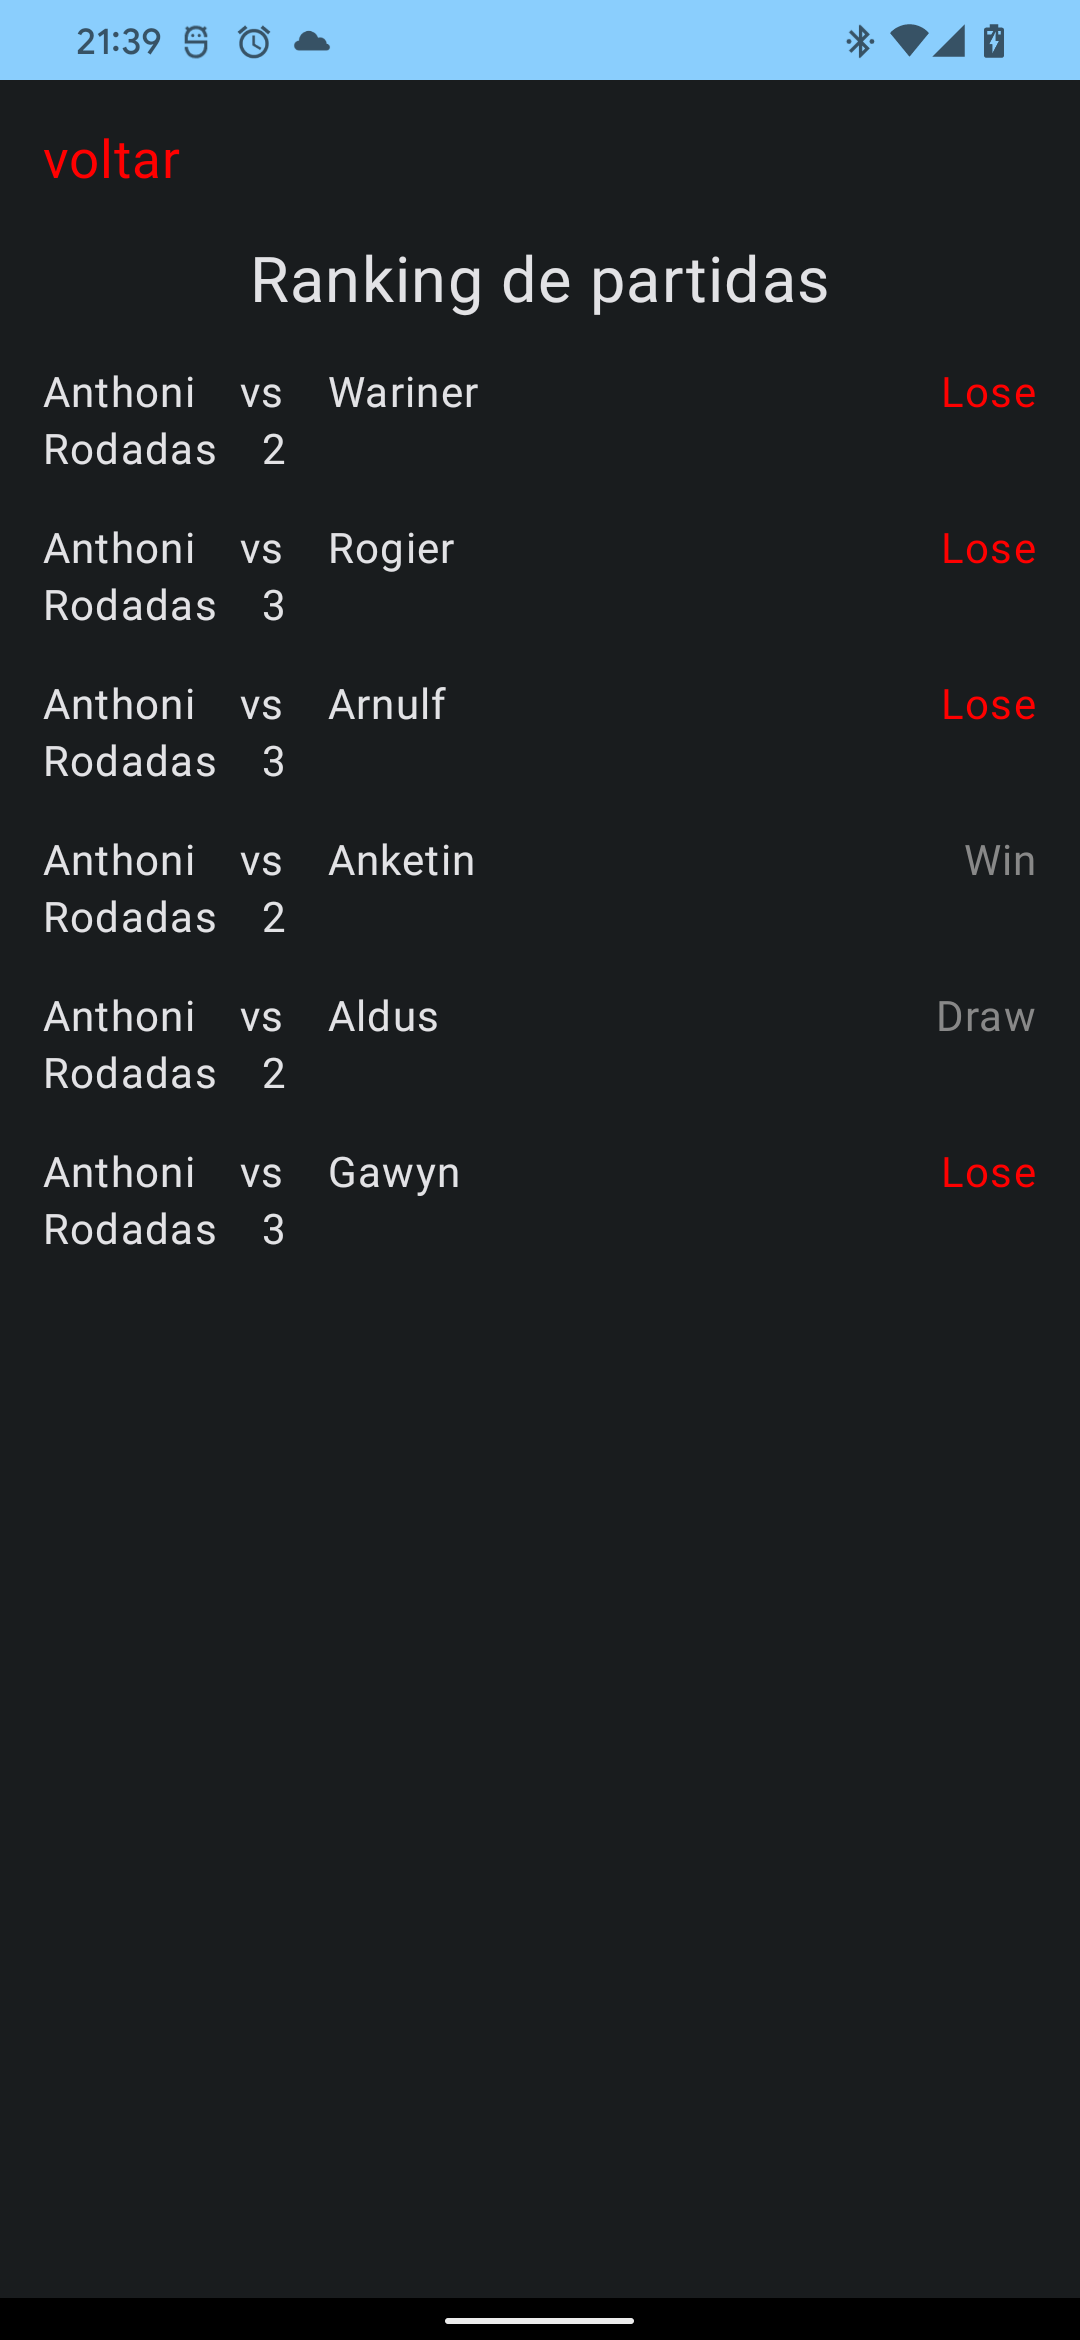 21:39
voltar
Ranking de partidas
Anthoni vs Wariner Lose
Rodadas 2
Anthoni vs Rogier Lose
Rodadas 3
Anthoni vs Arnulf Lose
Rodadas 3
Anthoni vs Anketin Win
Rodadas 2
Anthoni vs Aldus Draw
Rodadas 2
Anthoni vs Gawyn Lose
Rodadas 3